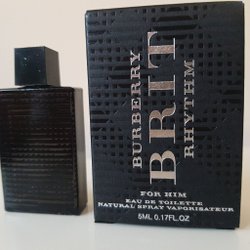 BURBERRY
BRIT
RHYTHM
FOR HIM
EAU DE TOILETTE
NATURAL SPRAY VAPORISATEUR
5ML 0.17FL.OZ